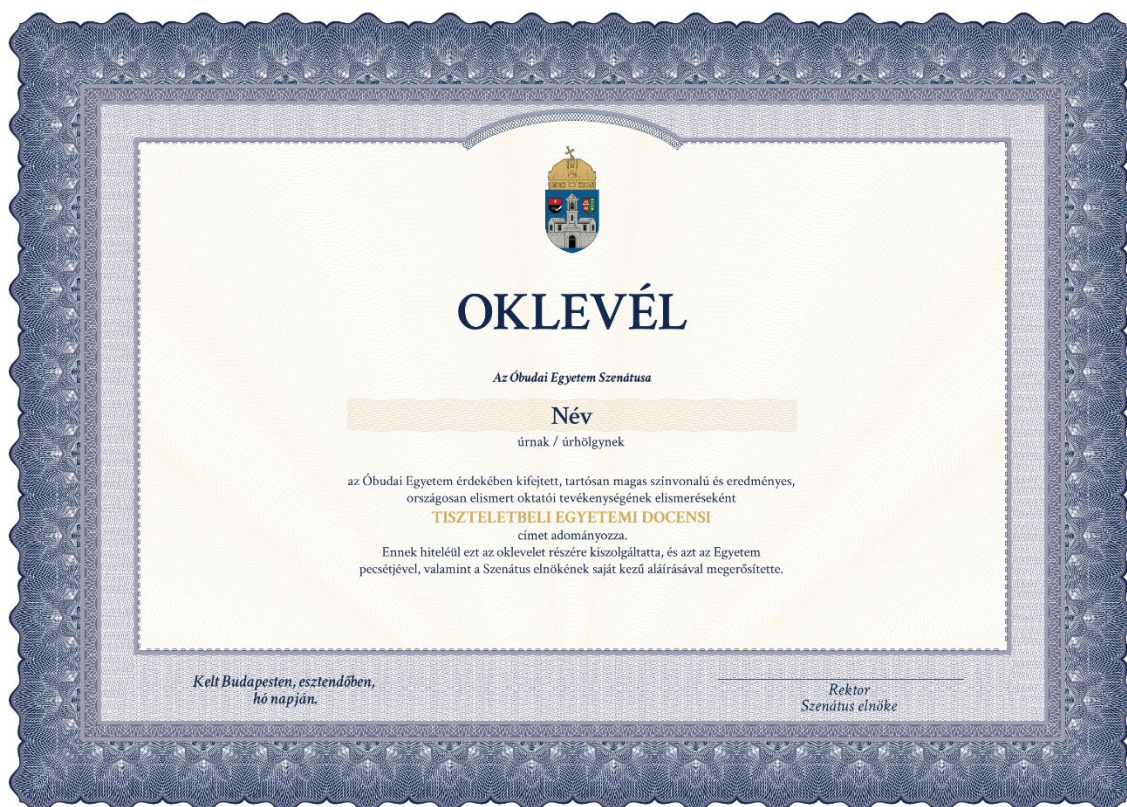 OKLEVÉL
Az Óbudai Egyetem Szenátusa
Név
úrnak / úrhölgynek
az Óbudai Egyetem érdekében kifejtett, tartósan magas színvonalú és eredményes,
országosan elismert oktatói tevékenységének elismeréseként
TISZTELETBELI EGYETEMI DOCENSI
címet adományozza.
Ennek hiteléül ezt az oklevelet részére kiszolgáltatta, és azt az Egyetem
pecsétjével, valamint a Szenátus elnökének saját kezű aláírásával megerősítette.
Kelt Budapesten, esztendőben,
hó napján.
Rektor
Szenátus elnöke